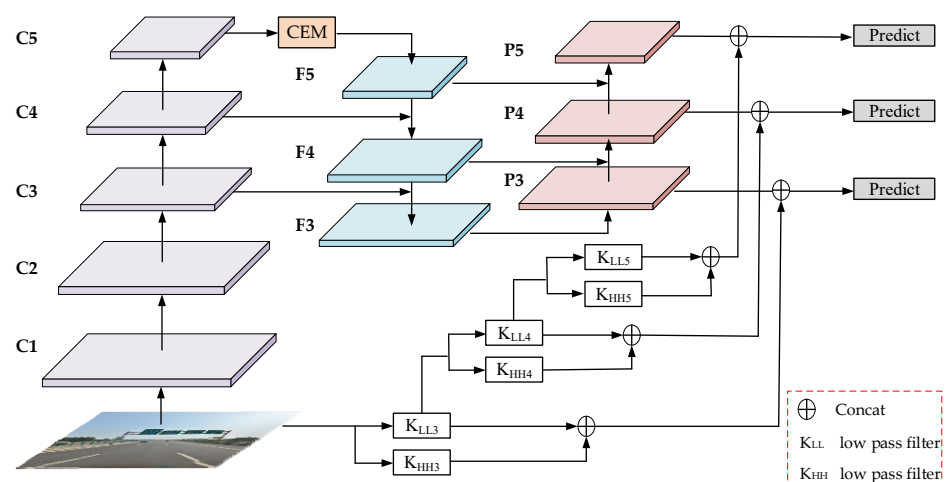 C5
CEM
P5
Predict
F5
C4
P4
Predict
F4
C3
P3
Predict
F3
C2
KLL5
KHH5
C1
KLL4
KHH4
KLL3
KHH3
Concat
KLL low pass filter
KHH low pass filter